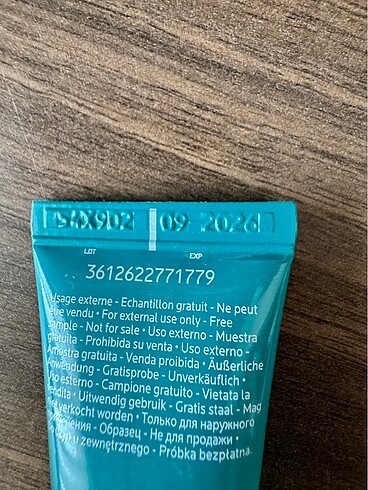 54X902 09 2026
LOT EXP
3612622771779
Usage externe - Echantillon gratuit - Ne peut
être vendu • For external use only - Free
sample - Not for sale • Uso externo - Muestra
gratuita - Prohibida su venta • Uso externo -
Amostra gratuita - Venda proibida • Äußerliche
Anwendung - Gratisprobe - Unverkäuflich •
Uso esterno - Campione gratuito - Vietata la
vendita • Uitwendig gebruik - Gratis staal - Mag
verkocht worden • Только для наружного
- Образец - Не для продажи •
zewnętrznego - Próbka bezpłatna.